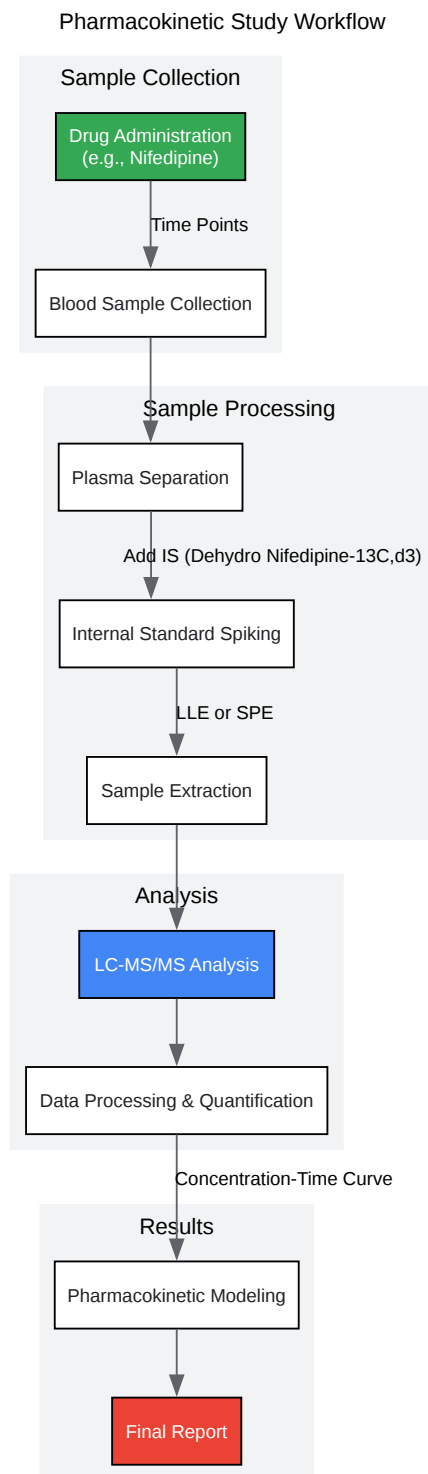 Pharmacokinetic Study Workflow
Sample Collection
Drug Administration
(e.g., Nifedipine)
Time Points
Blood Sample Collection
Sample Processing
Plasma Separation
Add IS (Dehydro Nifedipine-13C,d3)
Internal Standard Spiking
LLE or SPE
Sample Extraction
Analysis
LC-MS/MS Analysis
Data Processing & Quantification
Concentration-Time Curve
Results
Pharmacokinetic Modeling
Final Report